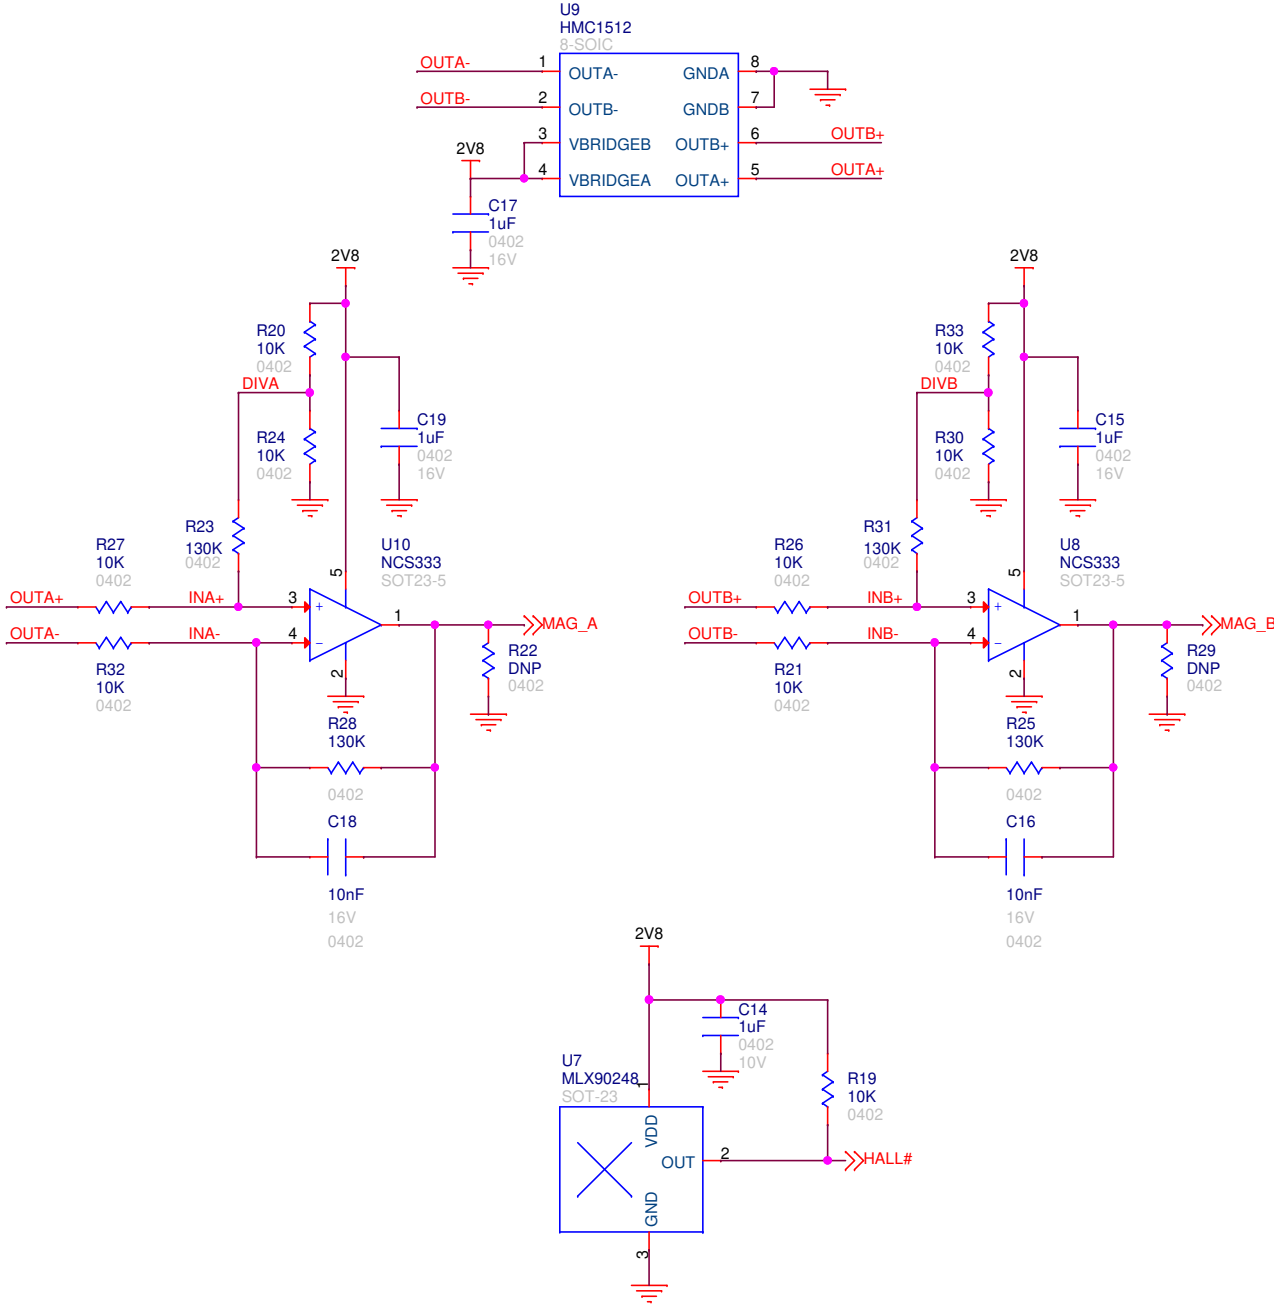 U9
HMC1512
8-SOIC
OUTA- 1 OUTA- GNDA 8
OUTB- 2 OUTB- GNDB 7
3 VBRIDGEB OUTB+ 6 OUTB+
2V8 4 VBRIDGEA OUTA+ 5 OUTA+
C17
1uF
0402
16V
2V8
R20
10K
0402
DIVA
R24
10K
0402
C19
1uF
0402
16V
R23
130K
0402
U10
NCS333
SOT23-5
R27
10K
0402
OUTA+ INA+ 3 + 5
OUTA- INA- 4 - 2
1 MAG_A
R32
10K
0402
R22
DNP
0402
R28
130K
0402
C18
10nF
16V
0402
2V8
R33
10K
0402
DIVB
R30
10K
0402
C15
1uF
0402
16V
R31
130K
0402
U8
NCS333
SOT23-5
R26
10K
0402
OUTB+ INB+ 3 + 5
OUTB- INB- 4 - 2
1 MAG_B
R21
10K
0402
R29
DNP
0402
R25
130K
0402
C16
10nF
16V
0402
2V8
C14
1uF
0402
10V
U7
MLX90248
SOT-23
1
VDD
R19
10K
0402
OUT 2 HALL#
GND
3